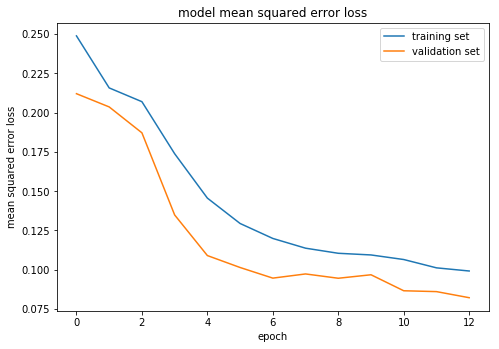 model mean squared error loss
training set
validation set
mean squared error loss
0.250
0.225
0.200
0.175
0.150
0.125
0.100
0.075
0 2 4 6 8 10 12
epoch